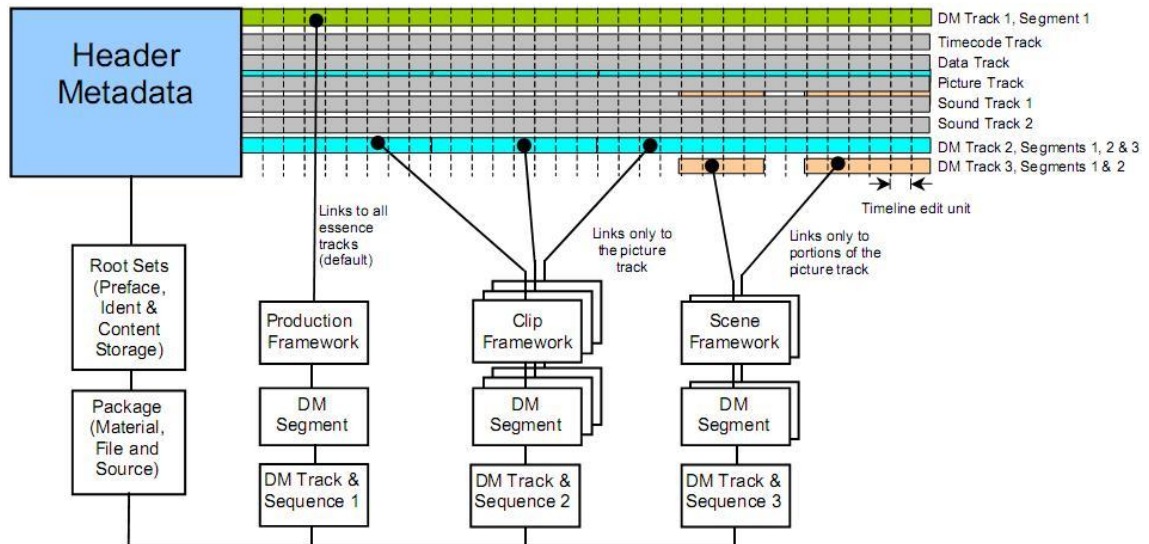 Header
Metadata
DM Track 1, Segment 1
Timecode Track
Data Track
Picture Track
Sound Track 1
Sound Track 2
DM Track 2, Segments 1, 2 & 3
DM Track 3, Segments 1 & 2
Timeline edit unit
Links to all
essence
tracks
(default)
Links only to
the picture
track
Links only to
portions of the
picture track
Root Sets
(Preface,
Ident &
Content
Storage)
Production
Framework
Clip
Framework
Scene
Framework
Package
(Material,
File and
Source)
DM
Segment
DM
Segment
DM
Segment
DM Track &
Sequence 1
DM Track &
Sequence 2
DM Track &
Sequence 3